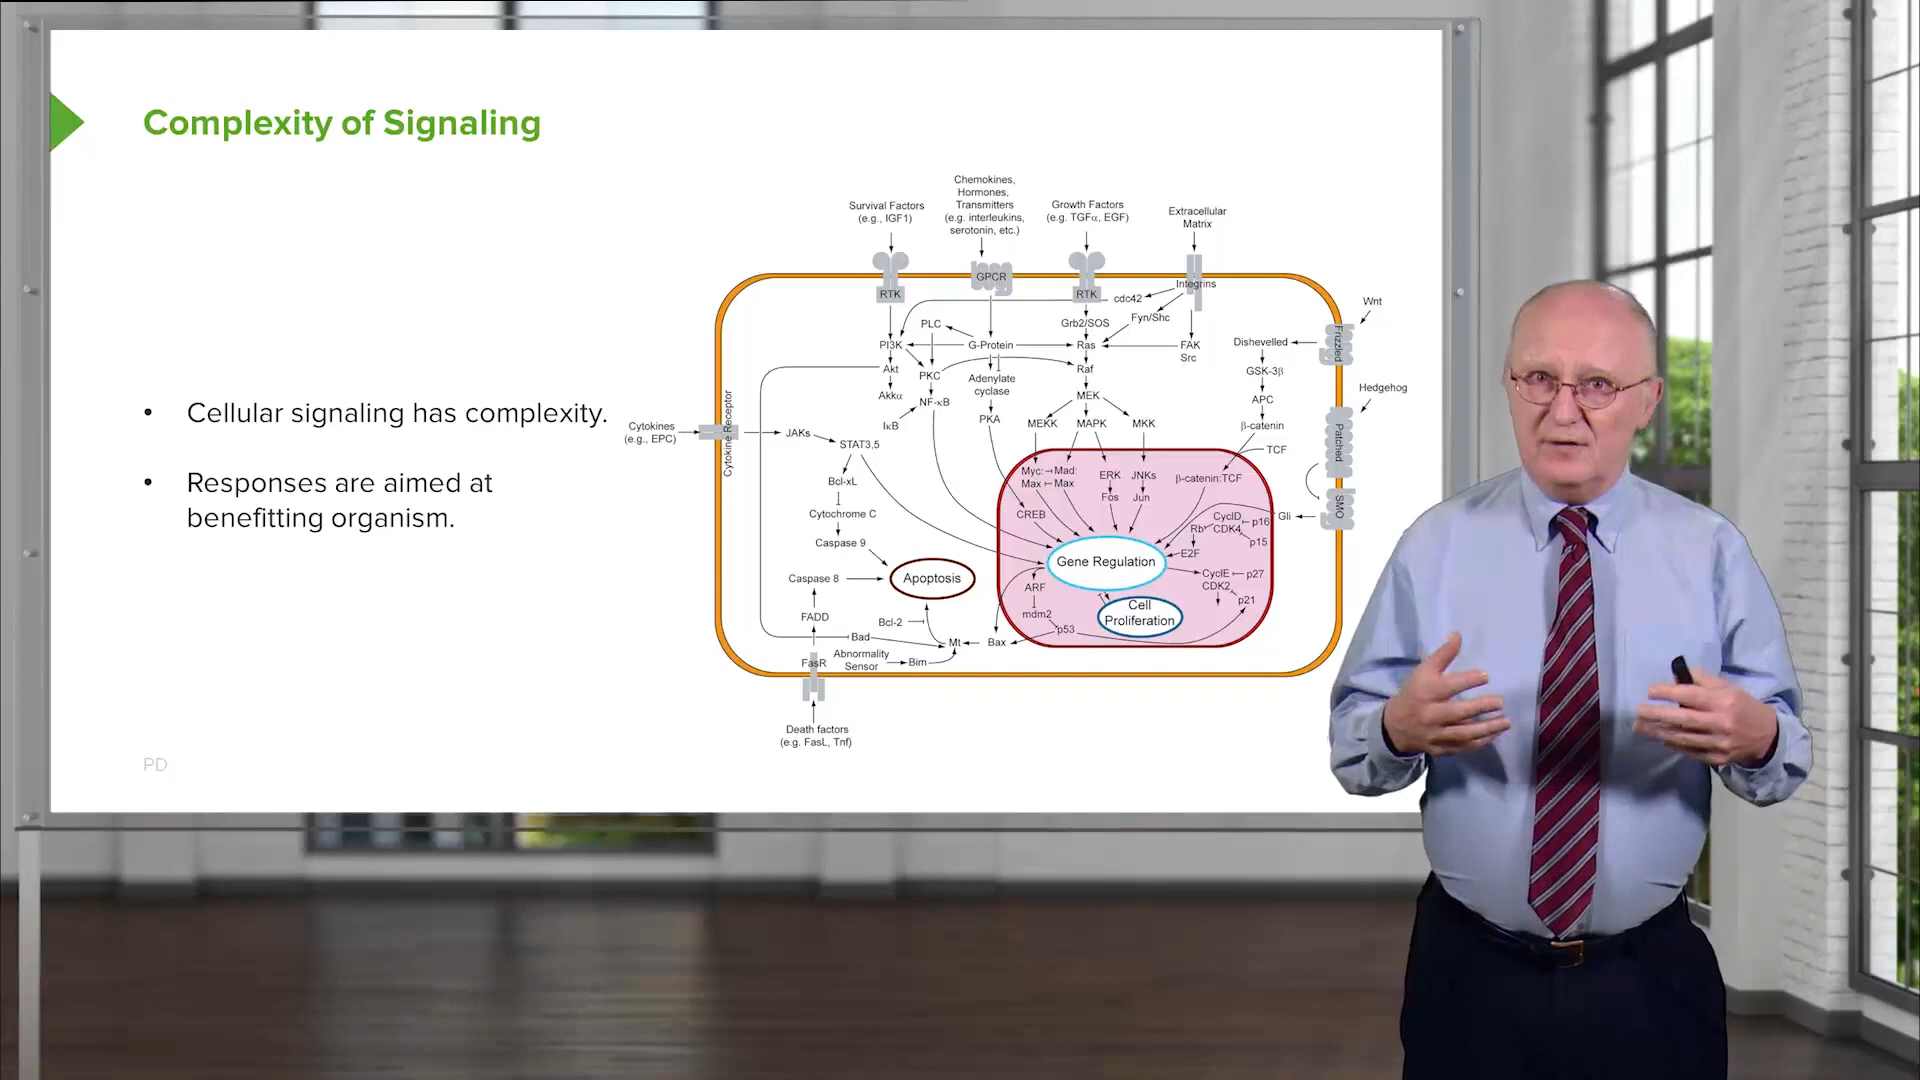 Complexity of Signaling
Cellular signaling has complexity.
Responses are aimed at
benefitting organism.
PD
Survival Factors
(e.g., IGF1)
Chemokines,
Hormones,
Transmitters
(e.g. interleukins,
serotonin, etc.)
Growth Factors
(e.g. TGFα, EGF)
Extracellular
Matrix
RTK
GPCR
RTK
Integrins
cdc42
Wnt
PLC
Grb2/SOS
Fyn/Shc
Frizzled
PI3K
G-Protein
Ras
FAK
Src
Dishevelled
Akt
PKC
Adenylate
cyclase
Raf
GSK-3β
Akkα
NF-κB
MEK
APC
Hedgehog
IκB
PKA
MEKK
MAPK
MKK
β-catenin
TCF
Patched
Cytokines
(e.g., EPC)
Cytokine Receptor
JAKs
STAT3,5
Myc:
Mad:
Max
Max
ERK
JNKs
β-catenin:TCF
Bcl-xL
Fos
Jun
Cytochrome C
CREB
CyclD
CDK4
p16
p15
Rb
Gli
SMO
Caspase 9
E2F
Gene Regulation
Caspase 8
Apoptosis
ARF
CyclE
CDK2
p27
p21
FADD
Bcl-2
mdm2
Cell
Proliferation
p53
Bad
Mt
Bax
FasR
Abnormality
Sensor
Bim
Death factors
(e.g. FasL, Tnf)